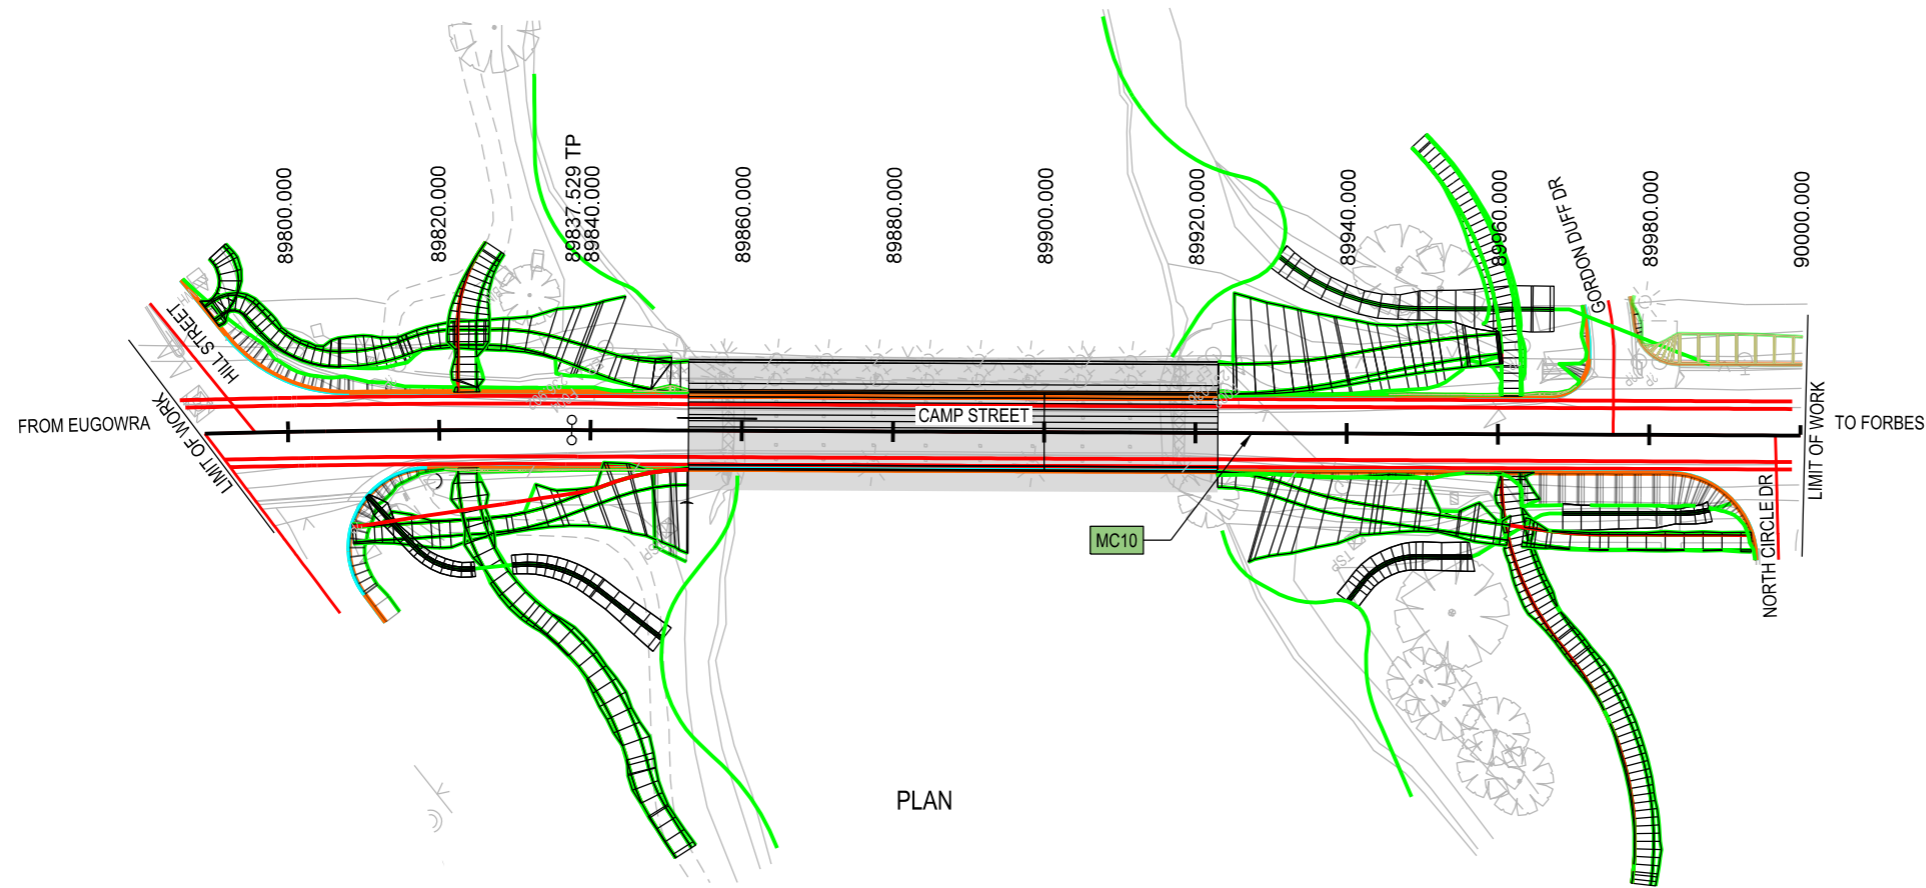 89800.000
89820.000
89837.529 TP
89840.000
89860.000
89880.000
89900.000
89920.000
89940.000
89960.000
GORDON DUFF DR
89980.000
90000.000
HILL STREET
LIMIT OF WORK
FROM EUGOWRA
CAMP STREET
TO FORBES
LIMIT OF WORK
MC10
NORTH CIRCLE DR
TSP
PLAN